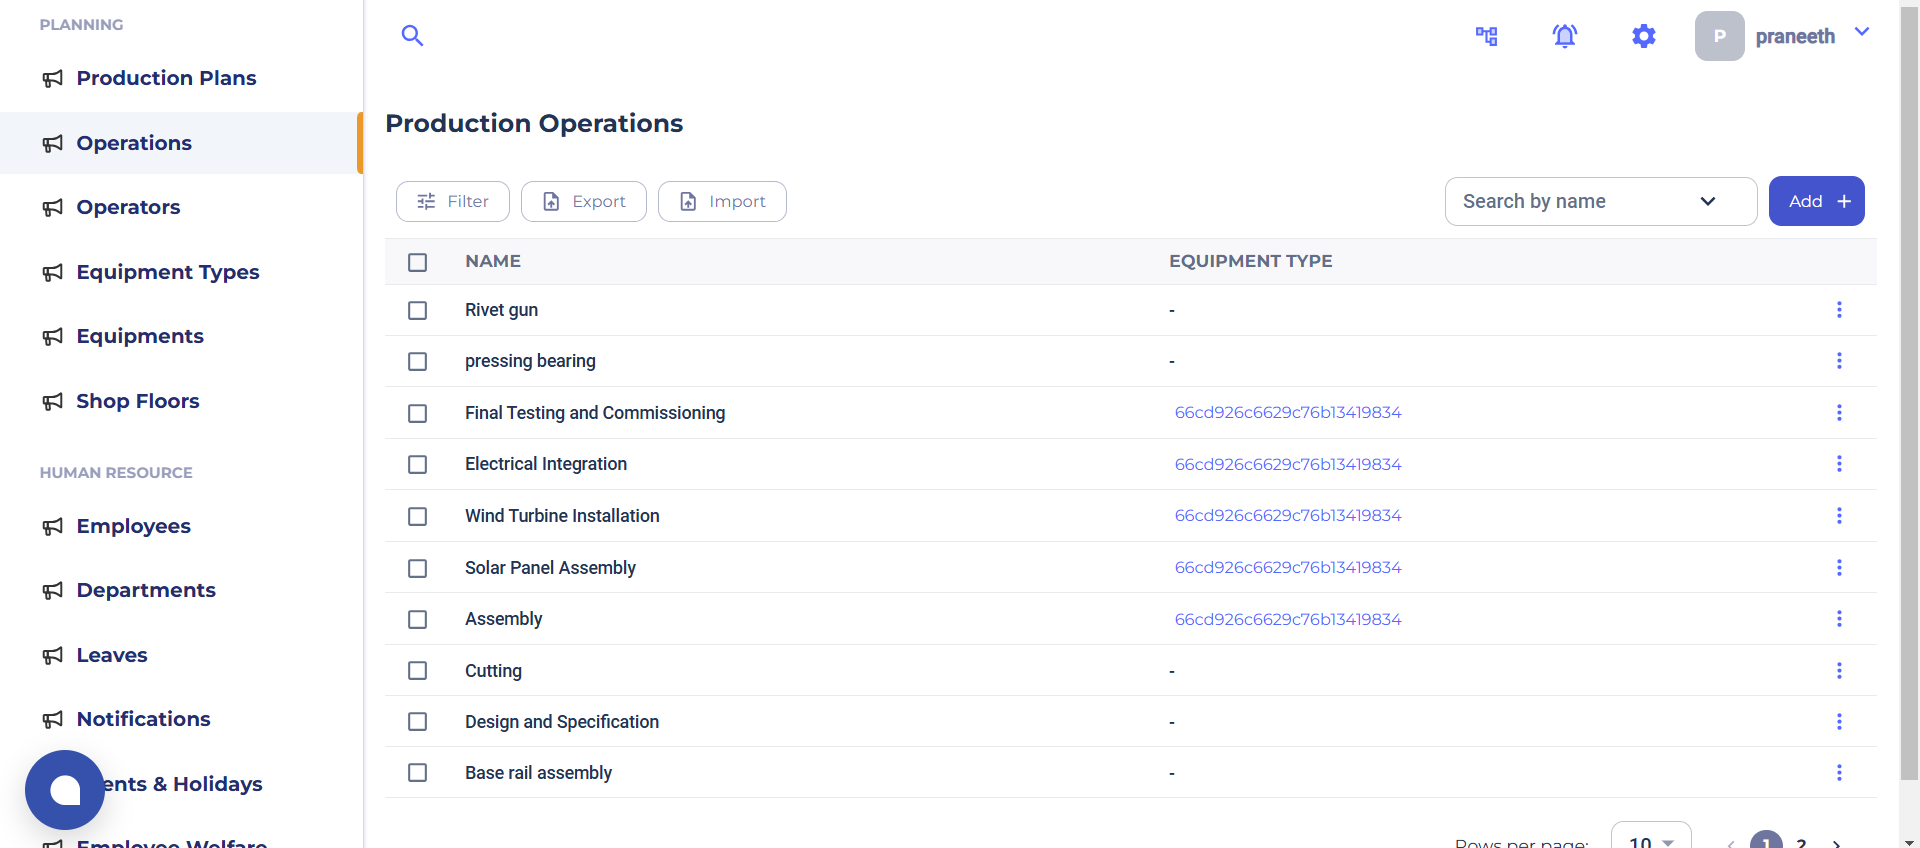 PLANNING
Production Plans
Operations
Operators
Equipment Types
Equipments
Shop Floors
HUMAN RESOURCE
Employees
Departments
Leaves
Notifications
& Holidays
Employee Welfare
P
praneeth
Production Operations
Filter
Export
Import
Search by name
Add +
NAME
EQUIPMENT TYPE
Rivet gun
-
pressing bearing
-
Final Testing and Commissioning
66cd926c6629c76b13419834
Electrical Integration
66cd926c6629c76b13419834
Wind Turbine Installation
66cd926c6629c76b13419834
Solar Panel Assembly
66cd926c6629c76b13419834
Assembly
66cd926c6629c76b13419834
Cutting
-
Design and Specification
-
Base rail assembly
-
Rows per page:
10
1
2